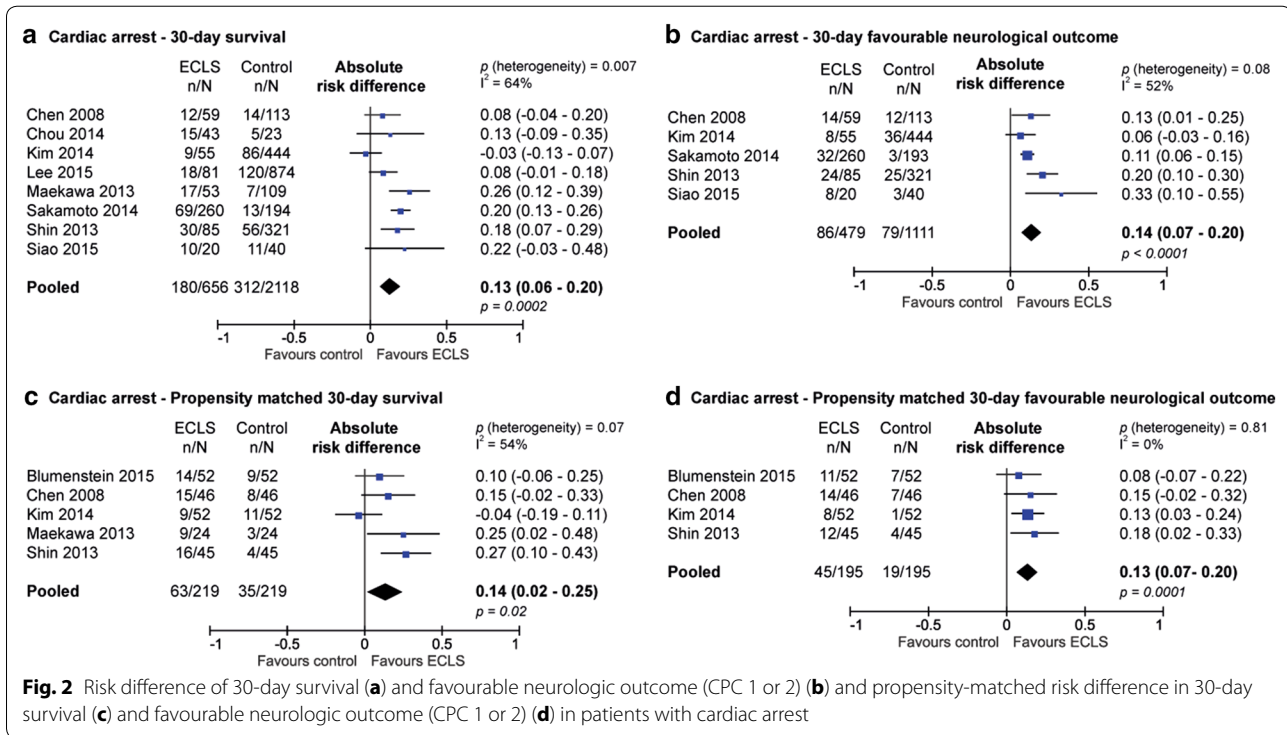 a Cardiac arrest - 30-day survival
ECLS Control Absolute p (heterogeneity) = 0.007
n/N n/N risk difference I² = 64%
Chen 2008 12/59 14/113 0.08 (-0.04 - 0.20)
Chou 2014 15/43 5/23 0.13 (-0.09 - 0.35)
Kim 2014 9/55 86/444 -0.03 (-0.13 - 0.07)
Lee 2015 18/81 120/874 0.08 (-0.01 - 0.18)
Maekawa 2013 17/53 7/109 0.26 (0.12 - 0.39)
Sakamoto 2014 69/260 13/194 0.20 (0.13 - 0.26)
Shin 2013 30/85 56/321 0.18 (0.07 - 0.29)
Siao 2015 10/20 11/40 0.22 (-0.03 - 0.48)
Pooled 180/656 312/2118 0.13 (0.06 - 0.20)
p = 0.0002
-1 -0.5 0 0.5 1
Favours control Favours ECLS
b Cardiac arrest - 30-day favourable neurological outcome
ECLS Control Absolute p (heterogeneity) = 0.08
n/N n/N risk difference I² = 52%
Chen 2008 14/59 12/113 0.13 (0.01 - 0.25)
Kim 2014 8/55 36/444 0.06 (-0.03 - 0.16)
Sakamoto 2014 32/260 3/193 0.11 (0.06 - 0.15)
Shin 2013 24/85 25/321 0.20 (0.10 - 0.30)
Siao 2015 8/20 3/40 0.33 (0.10 - 0.55)
Pooled 86/479 79/1111 0.14 (0.07 - 0.20)
p < 0.0001
-1 -0.5 0 0.5 1
Favours control Favours ECLS
c Cardiac arrest - Propensity matched 30-day survival
ECLS Control Absolute p (heterogeneity) = 0.07
n/N n/N risk difference I² = 54%
Blumenstein 2015 14/52 9/52 0.10 (-0.06 - 0.25)
Chen 2008 15/46 8/46 0.15 (-0.02 - 0.33)
Kim 2014 9/52 11/52 -0.04 (-0.19 - 0.11)
Maekawa 2013 9/24 3/24 0.25 (0.02 - 0.48)
Shin 2013 16/45 4/45 0.27 (0.10 - 0.43)
Pooled 63/219 35/219 0.14 (0.02 - 0.25)
p = 0.02
-1 -0.5 0 0.5 1
Favours control Favours ECLS
d Cardiac arrest - Propensity matched 30-day favourable neurological outcome
ECLS Control Absolute p (heterogeneity) = 0.81
n/N n/N risk difference I² = 0%
Blumenstein 2015 11/52 7/52 0.08 (-0.07 - 0.22)
Chen 2008 14/46 7/46 0.15 (-0.02 - 0.32)
Kim 2014 8/52 1/52 0.13 (0.03 - 0.24)
Shin 2013 12/45 4/45 0.18 (0.02 - 0.33)
Pooled 45/195 19/195 0.13 (0.07- 0.20)
p = 0.0001
-1 -0.5 0 0.5 1
Favours control Favours ECLS
Fig. 2 Risk difference of 30-day survival (a) and favourable neurologic outcome (CPC 1 or 2) (b) and propensity-matched risk difference in 30-day
survival (c) and favourable neurologic outcome (CPC 1 or 2) (d) in patients with cardiac arrest